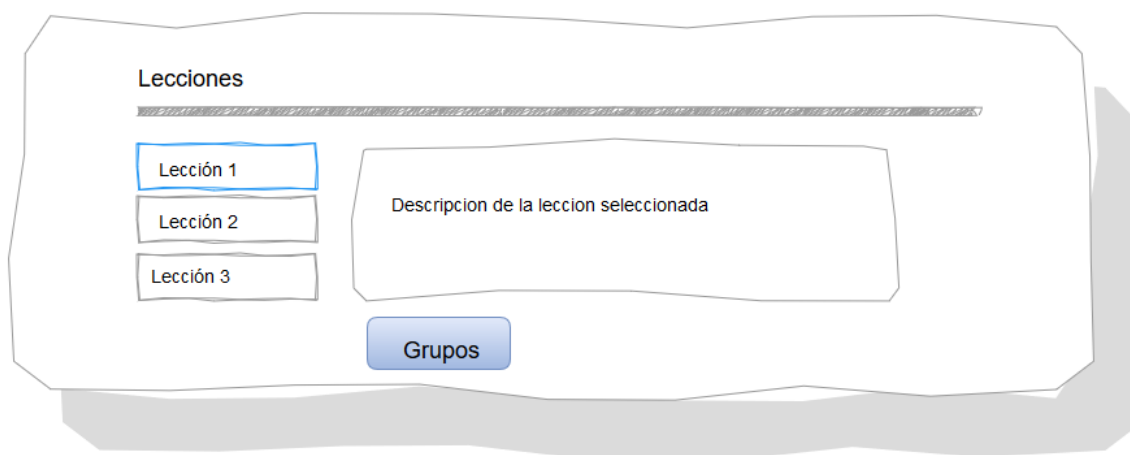 Lecciones
Lección 1
Descripcion de la leccion seleccionada
Lección 2
Lección 3
Grupos